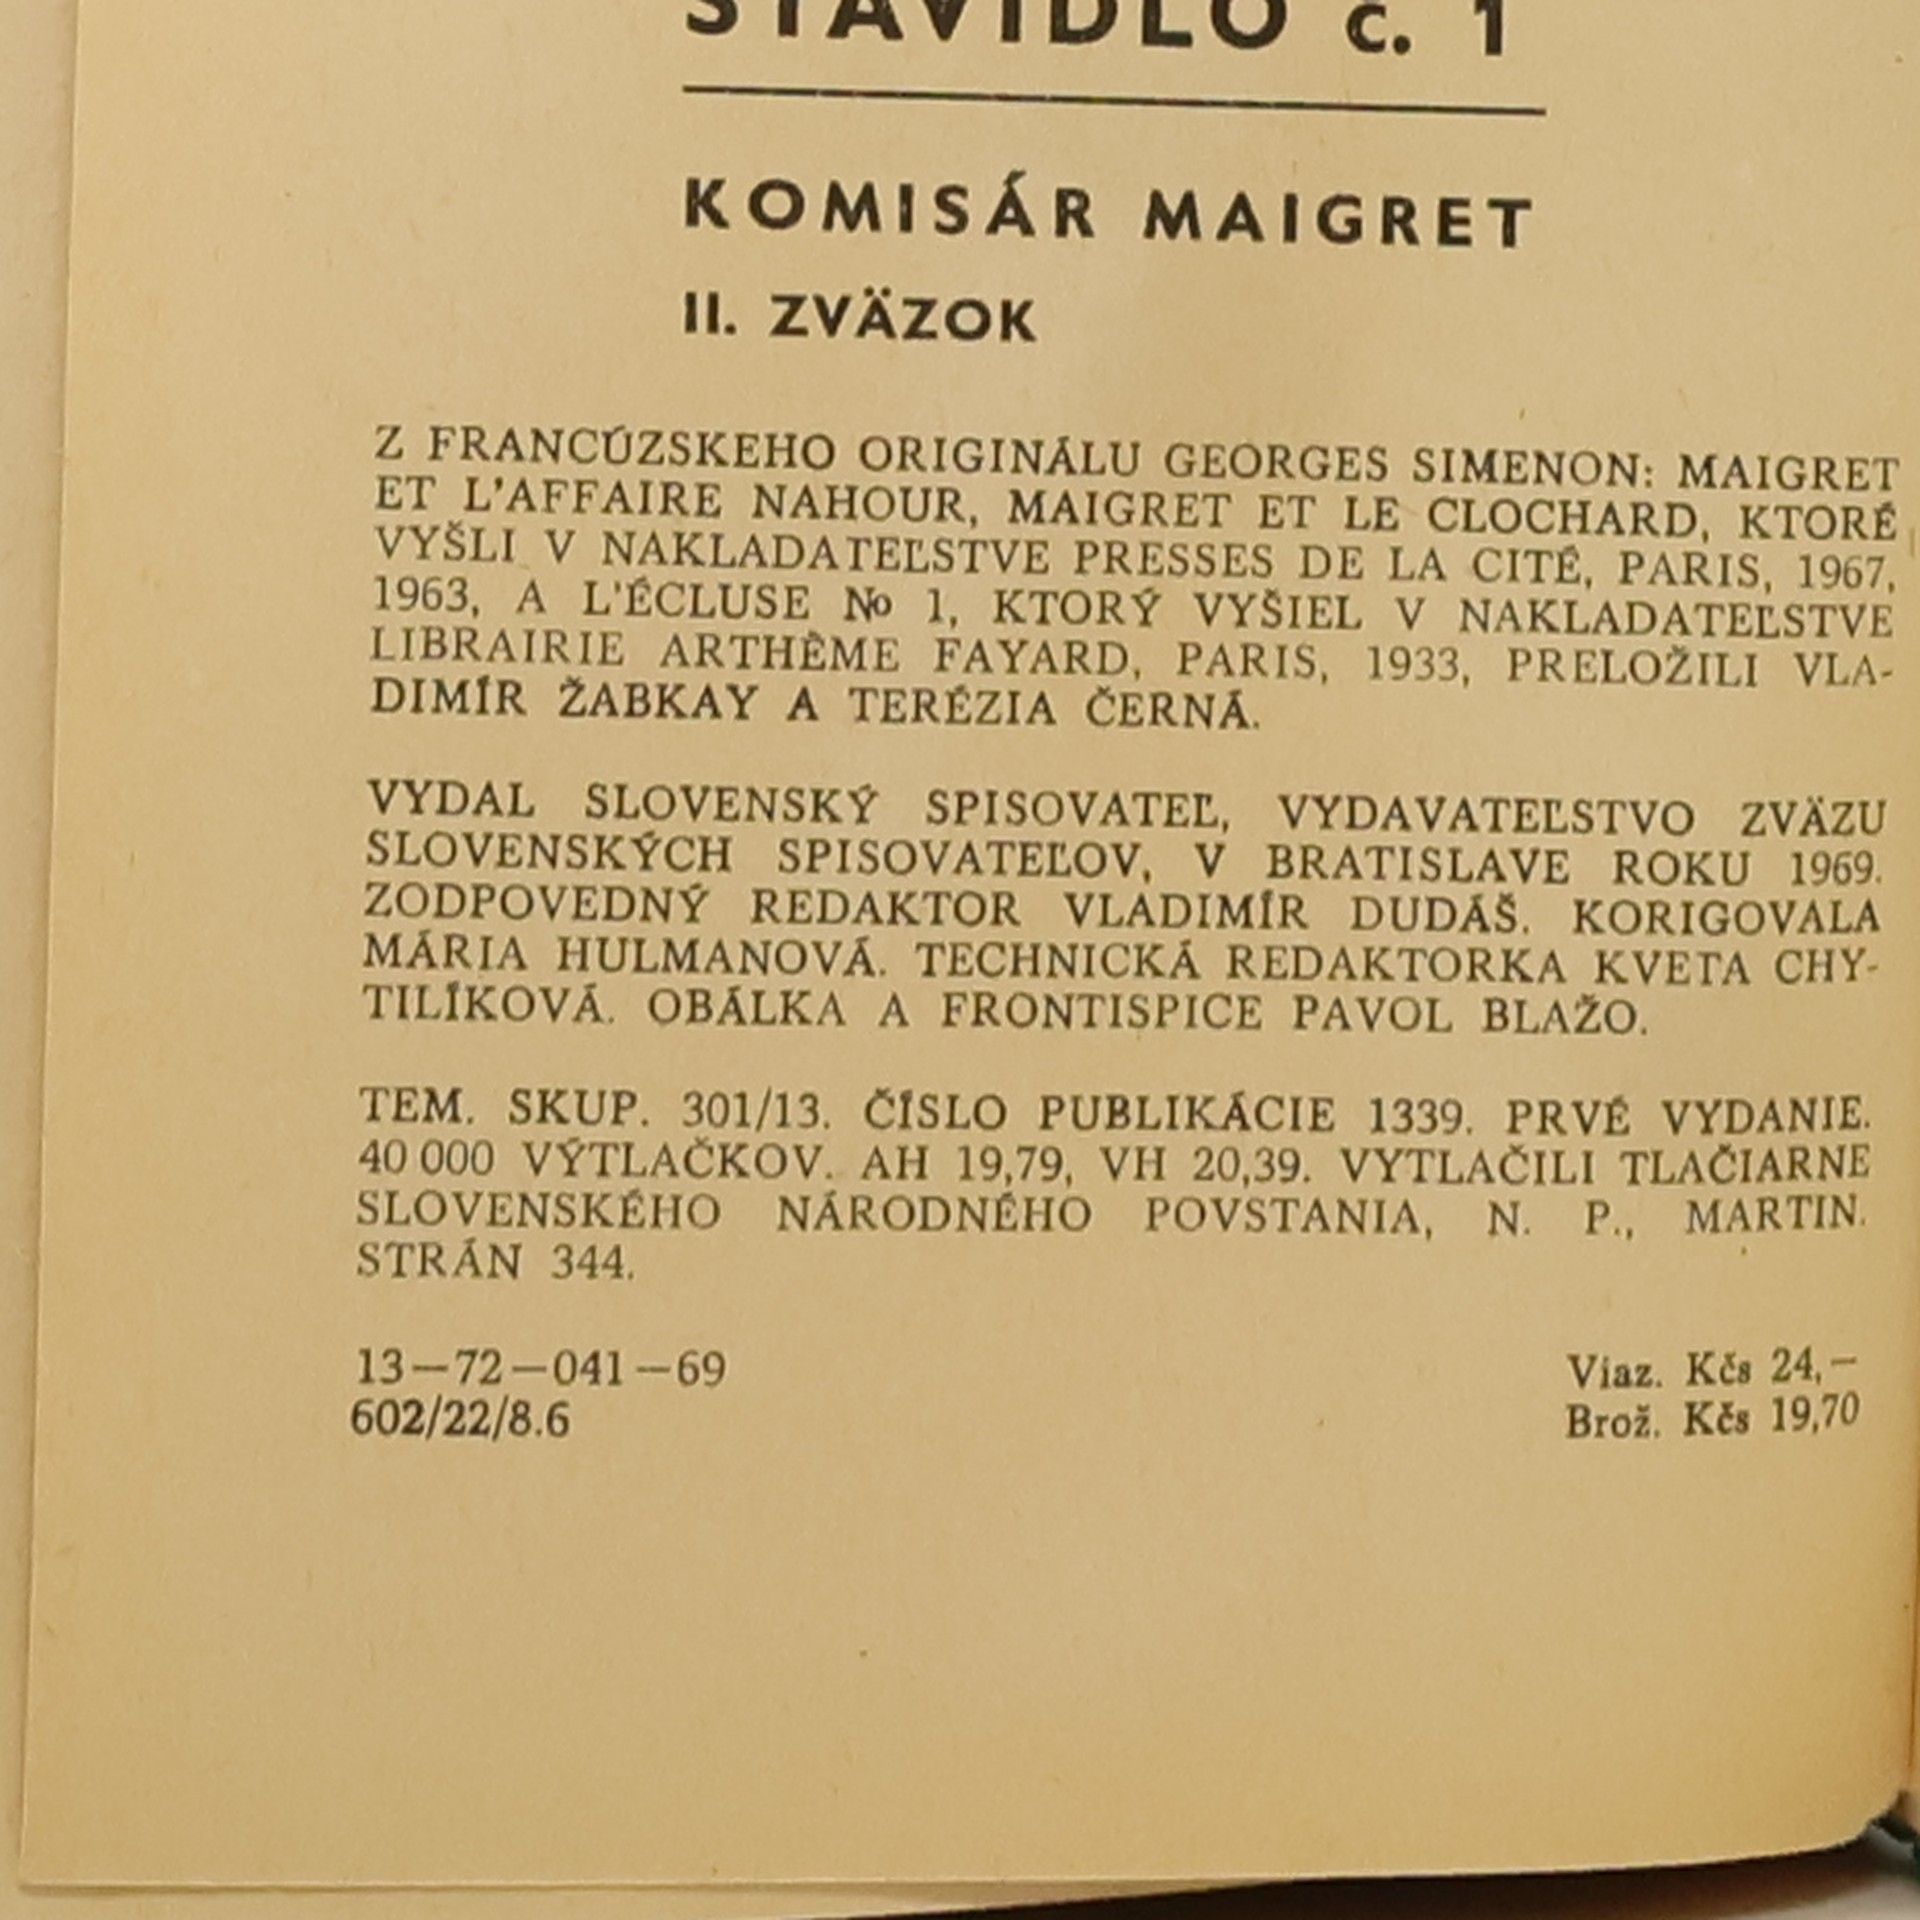 STAVIDLO č. 1
KOMISÁR MAIGRET
II. ZVÄZOK
Z FRANCÚZSKEHO ORIGINÁLU GEORGES SIMENON: MAIGRET
ET L'AFFAIRE NAHOUR, MAIGRET ET LE CLOCHARD, KTORÉ
VYŠLI V NAKLADATEĽSTVE PRESSES DE LA CITÉ, PARIS, 1967,
1963, A L'ÉCLUSE No 1, KTORÝ VYŠIEL V NAKLADATEĽSTVE
LIBRAIRIE ARTHÈME FAYARD, PARIS, 1933, PRELOŽILI VLA-
DIMÍR ŽABKAY A TERÉZIA ČERNÁ.
VYDAL SLOVENSKÝ SPISOVATEĽ, VYDAVATEĽSTVO ZVÄZU
SLOVENSKÝCH SPISOVATEĽOV, V BRATISLAVE ROKU 1969.
ZODPOVEDNÝ REDAKTOR VLADIMÍR DUDÁŠ. KORIGOVALA
MÁRIA HULMANOVÁ. TECHNICKÁ REDAKTORKA KVETA CHY-
TILÍKOVÁ. OBÁLKA A FRONTISPICE PAVOL BLAŽO.
TEM. SKUP. 301/13. ČÍSLO PUBLIKÁCIE 1339. PRVÉ VYDANIE.
40 000 VÝTLAČKOV. AH 19,79, VH 20,39. VYTLAČILI TLAČIARNE
SLOVENSKÉHO NÁRODNÉHO POVSTANIA, N. P., MARTIN.
STRÁN 344.
13—72—041—69
602/22/8.6
Viaz. Kčs 24,—
Brož. Kčs 19,70